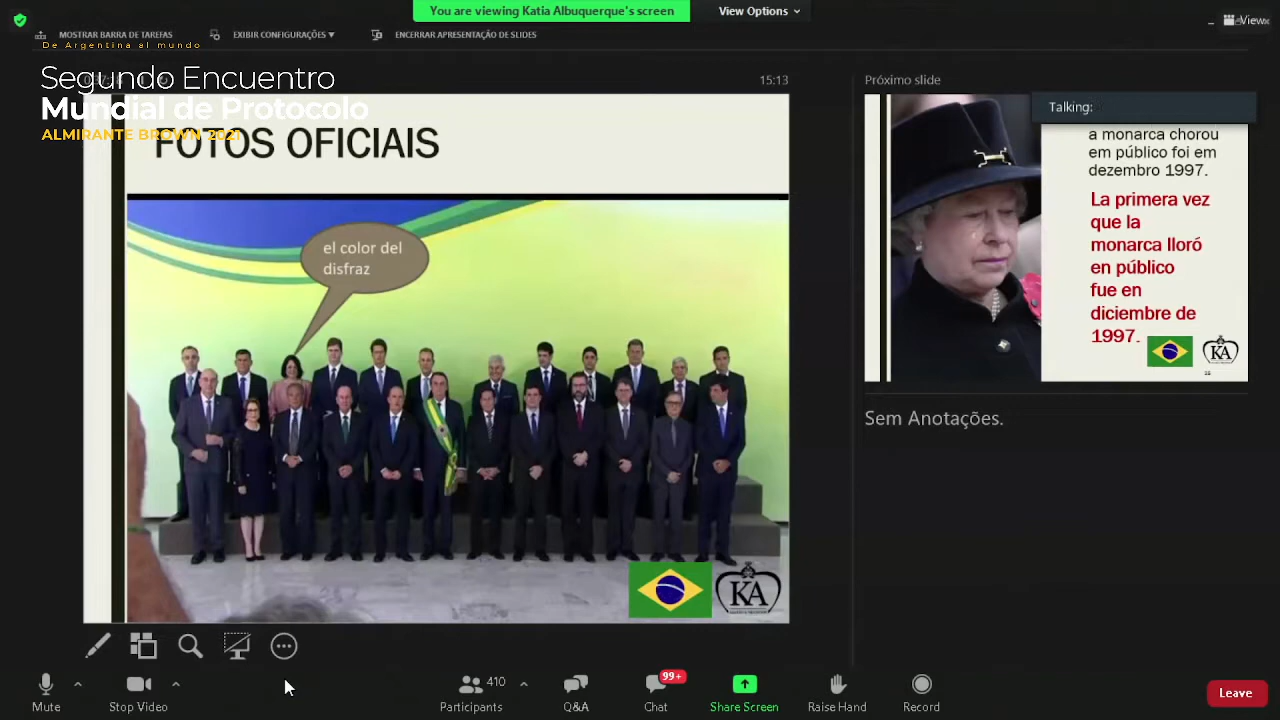 You are viewing Katia Albuquerque's screen
View Options
View
MOSTRAR BARRA DE TAREFAS
EXIBIR CONFIGURAÇÕES
ENCERRAR APRESENTAÇÃO DE SLIDES
De Argentina al mundo
Segundo Encuentro
Mundial de Protocolo
ALMIRANTE BROWN 2021
15:13
Próximo slide
Talking:
FOTOS OFICIAIS
el color del
disfraz
KA
a monarca chorou
em público foi em
dezembro 1997.
La primera vez
que la
monarca lloró
en público
fue en
diciembre de
1997.
KA
Sem Anotações.
Mute
Stop Video
410
Participants
Q&A
99+
Chat
Share Screen
Raise Hand
Record
Leave